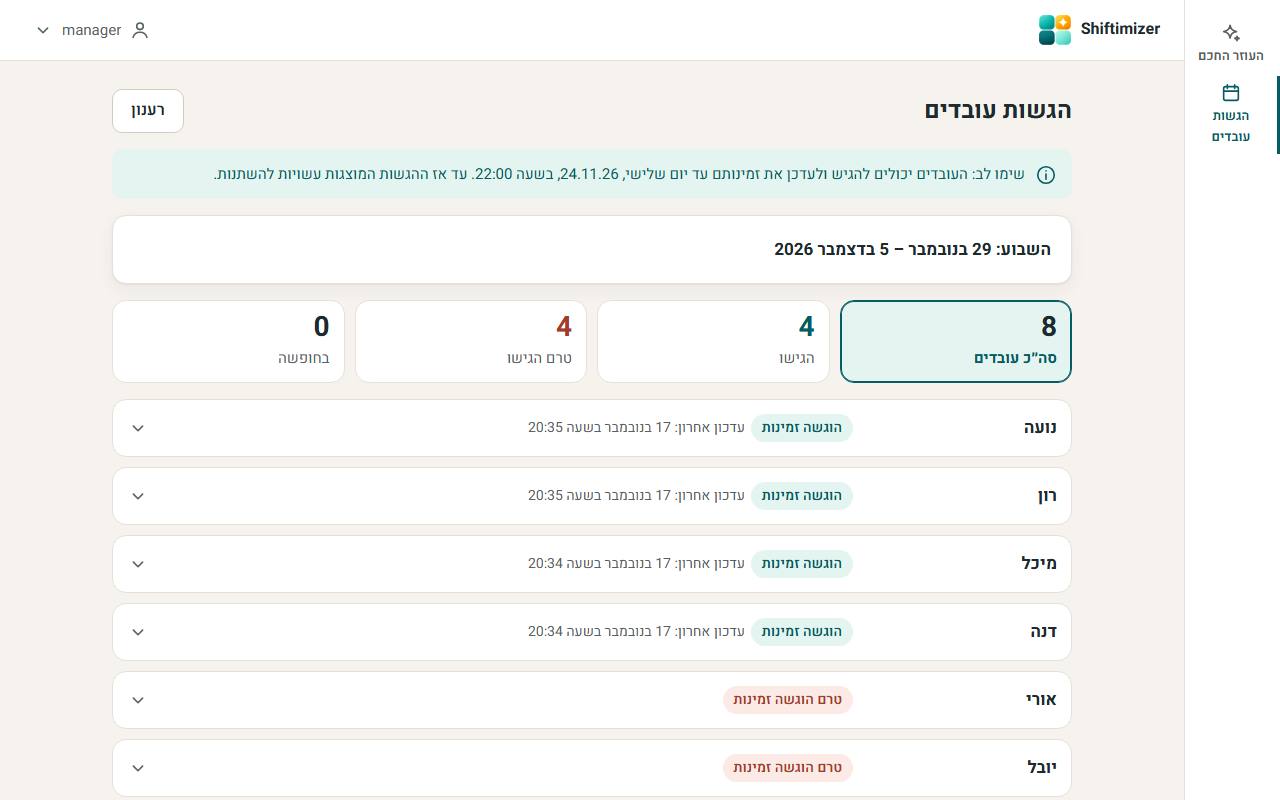 העוזר החכם
הגשות
עובדים
Shiftimizer
manager
הגשות עובדים
רענון
שימו לב: העובדים יכולים להגיש ולעדכן את זמינותם עד יום שלישי, 24.11.26, בשעה 22:00. עד אז ההגשות המוצגות עשויות להשתנות.
השבוע: 29 בנובמבר – 5 בדצמבר 2026
8
סה״כ עובדים
4
הגישו
4
טרם הגישו
0
בחופשה
נועה הוגשה זמינות עדכון אחרון: 17 בנובמבר בשעה 20:35
רון הוגשה זמינות עדכון אחרון: 17 בנובמבר בשעה 20:35
מיכל הוגשה זמינות עדכון אחרון: 17 בנובמבר בשעה 20:34
דנה הוגשה זמינות עדכון אחרון: 17 בנובמבר בשעה 20:34
אורי טרם הוגשה זמינות
יובל טרם הוגשה זמינות